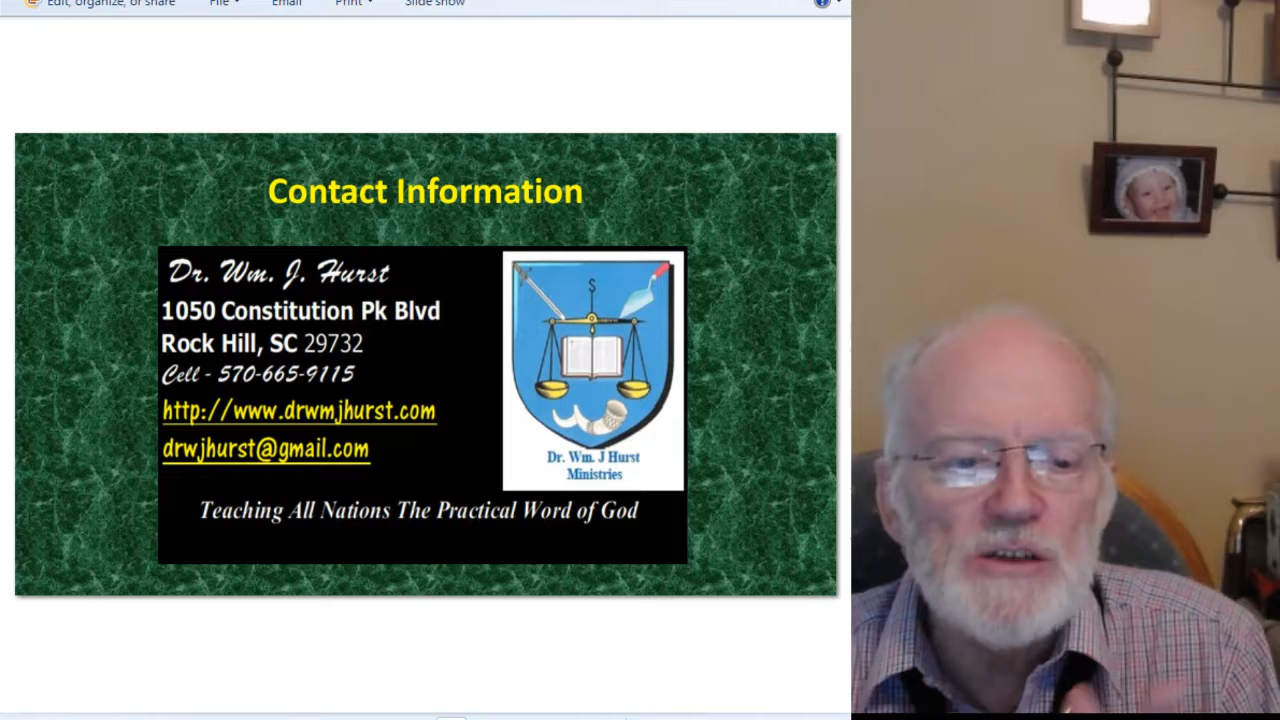 Edit, organize, or share File Email Print Slide show
Contact Information
Dr. Wm. J. Hurst
1050 Constitution Pk Blvd
Rock Hill, SC 29732
Cell - 570-665-9115
http://www.drwmjhurst.com
drwjhurst@gmail.com
S
Dr. Wm. J Hurst
Ministries
Teaching All Nations The Practical Word of God